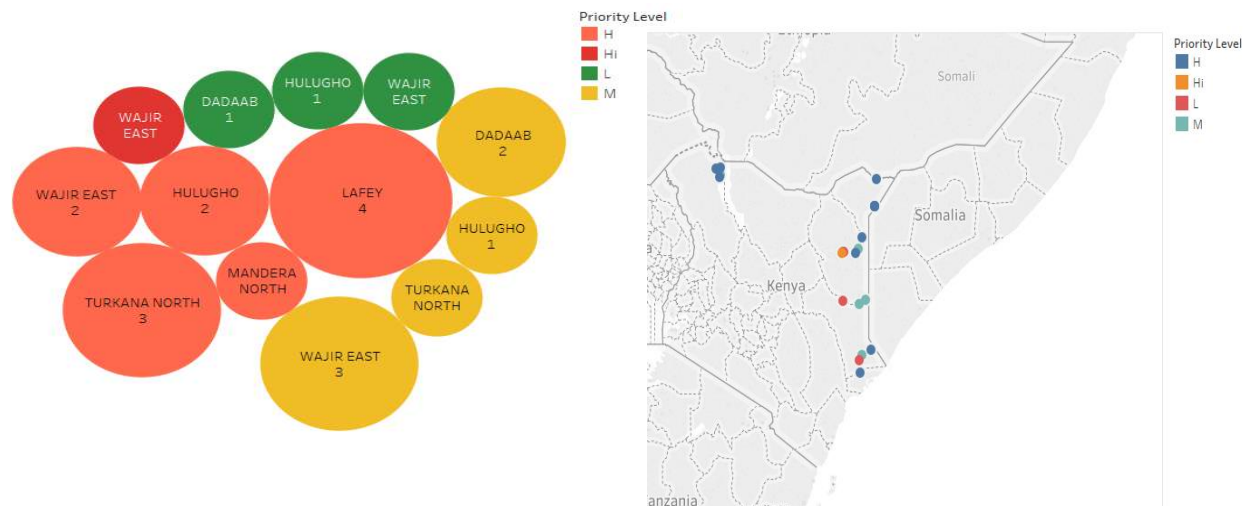 Priority Level
H
Hi
L
M
HULUGHO
1
WAJIR
EAST
DADAAB
1
WAJIR
EAST
DADAAB
2
WAJIR EAST
2
HULUGHO
2
LAFEY
4
HULUGHO
1
MANDERA
NORTH
TURKANA NORTH
3
TURKANA
NORTH
WAJIR EAST
3
Priority Level
H
Hi
L
M
Somali
Somalia
Kenya
anzania